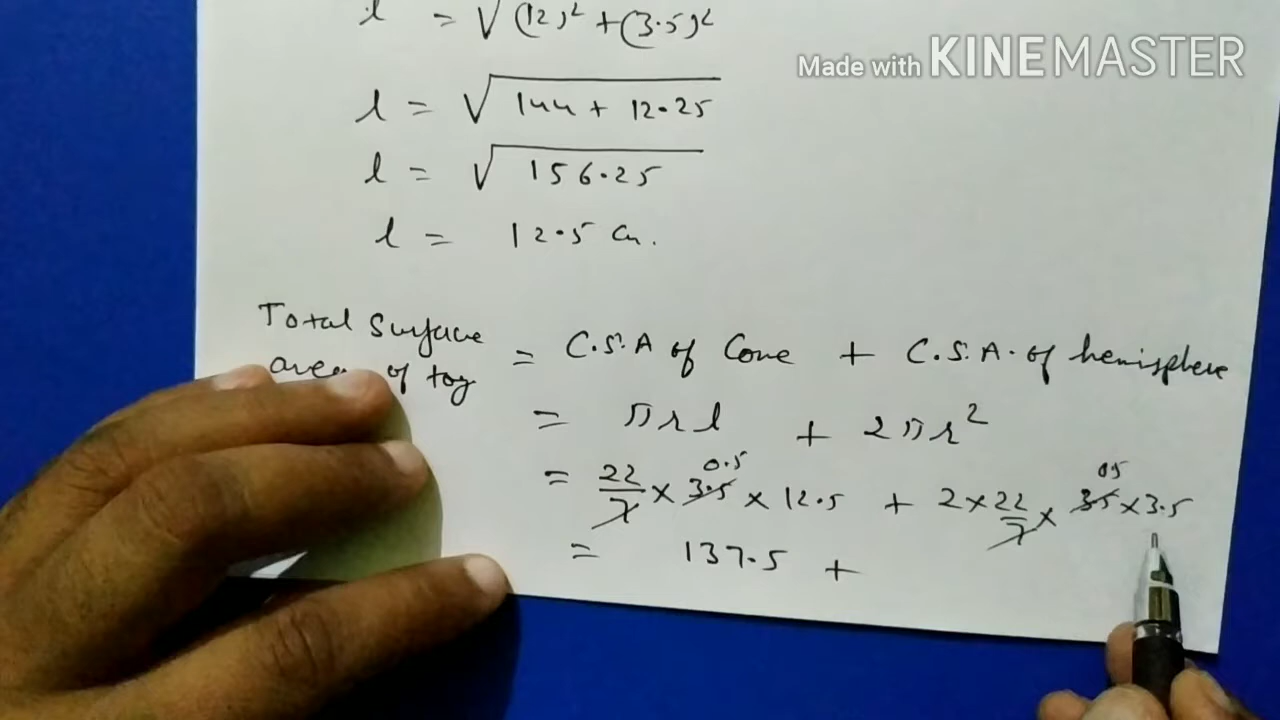 l = √(12)² + (3.5)²
Made with KINEMASTER
l = √144 + 12.25
l = √156.25
l = 12.5 cm.
Total Surface area of toy = C.S.A of Cone + C.S.A. of hemisphere
= πrl + 2πr²
0.5 05
= 22/7 × 3.5 × 12.5 + 2 × 22/7 × 3.5 × 3.5
= 137.5 +